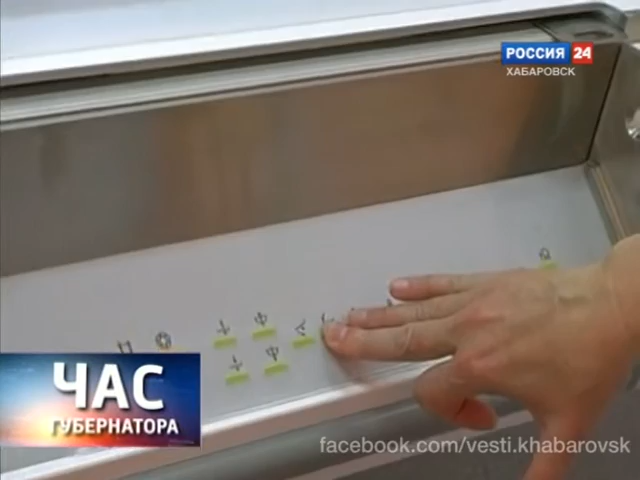 РОССИЯ 24
ХАБАРОВСК
ЧАС
ГУБЕРНАТОРА
facebook.com/vesti.khabarovsk